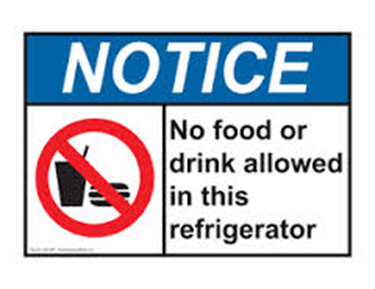 NOTICE
No food or
drink allowed
in this
refrigerator